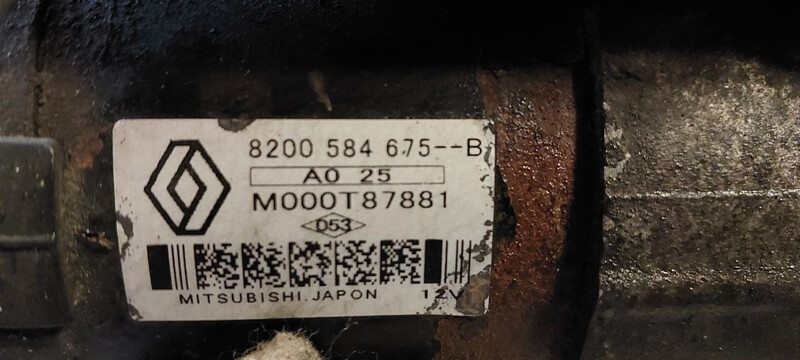 8200 584 675--B
A0 25
M000T87881
D53
MITSUBISHI.JAPON 12V